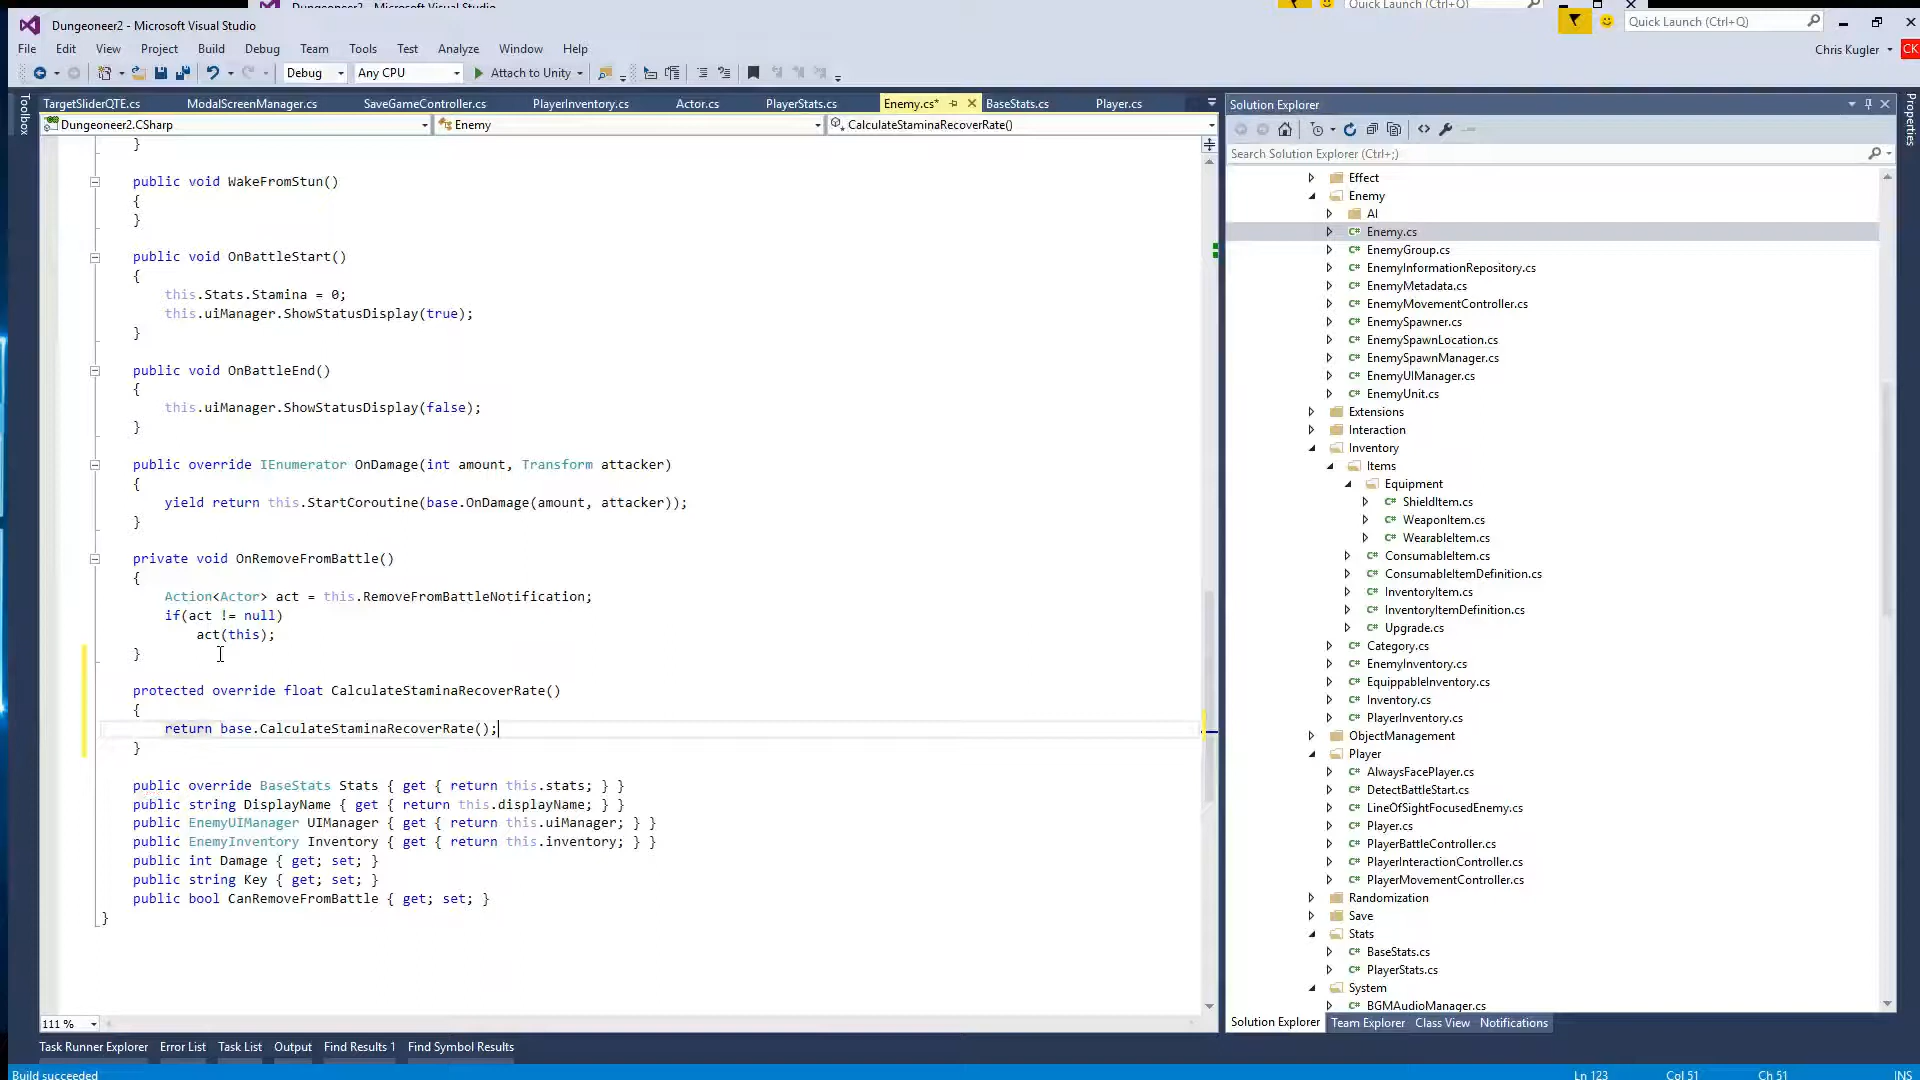 Dungeoneer2 - Microsoft Visual Studio
Quick Launch (Ctrl+Q)
Dungeoneer2 - Microsoft Visual Studio
Quick Launch (Ctrl+Q)
File Edit View Project Build Debug Team Tools Test Analyze Window Help
Chris Kugler
CK
Debug Any CPU Attach to Unity
Toolbox
TargetSliderQTE.cs ModalScreenManager.cs SaveGameController.cs PlayerInventory.cs Actor.cs PlayerStats.cs Enemy.cs* BaseStats.cs Player.cs
Dungeoneer2.CSharp Enemy CalculateStaminaRecoverRate()
}
public void WakeFromStun()
{
}
public void OnBattleStart()
{
this.Stats.Stamina = 0;
this.uiManager.ShowStatusDisplay(true);
}
public void OnBattleEnd()
{
this.uiManager.ShowStatusDisplay(false);
}
public override IEnumerator OnDamage(int amount, Transform attacker)
{
yield return this.StartCoroutine(base.OnDamage(amount, attacker));
}
private void OnRemoveFromBattle()
{
Action<Actor> act = this.RemoveFromBattleNotification;
if(act != null)
act(this);
}
protected override float CalculateStaminaRecoverRate()
{
return base.CalculateStaminaRecoverRate();
}
public override BaseStats Stats { get { return this.stats; } }
public string DisplayName { get { return this.displayName; } }
public EnemyUIManager UIManager { get { return this.uiManager; } }
public EnemyInventory Inventory { get { return this.inventory; } }
public int Damage { get; set; }
public string Key { get; set; }
public bool CanRemoveFromBattle { get; set; }
}
111 %
Solution Explorer
Search Solution Explorer (Ctrl+;)
Effect
Enemy
AI
C# Enemy.cs
C# EnemyGroup.cs
C# EnemyInformationRepository.cs
C# EnemyMetadata.cs
C# EnemyMovementController.cs
C# EnemySpawner.cs
C# EnemySpawnLocation.cs
C# EnemySpawnManager.cs
C# EnemyUIManager.cs
C# EnemyUnit.cs
Extensions
Interaction
Inventory
Items
Equipment
C# ShieldItem.cs
C# WeaponItem.cs
C# WearableItem.cs
C# ConsumableItem.cs
C# ConsumableItemDefinition.cs
C# InventoryItem.cs
C# InventoryItemDefinition.cs
C# Upgrade.cs
C# Category.cs
C# EnemyInventory.cs
C# EquippableInventory.cs
C# Inventory.cs
C# PlayerInventory.cs
ObjectManagement
Player
C# AlwaysFacePlayer.cs
C# DetectBattleStart.cs
C# LineOfSightFocusedEnemy.cs
C# Player.cs
C# PlayerBattleController.cs
C# PlayerInteractionController.cs
C# PlayerMovementController.cs
Randomization
Save
Stats
C# BaseStats.cs
C# PlayerStats.cs
System
C# BGMAudioManager.cs
Solution Explorer Team Explorer Class View Notifications
Properties
Task Runner Explorer Error List Task List Output Find Results 1 Find Symbol Results
Build succeeded Ln 123 Col 51 Ch 51 INS